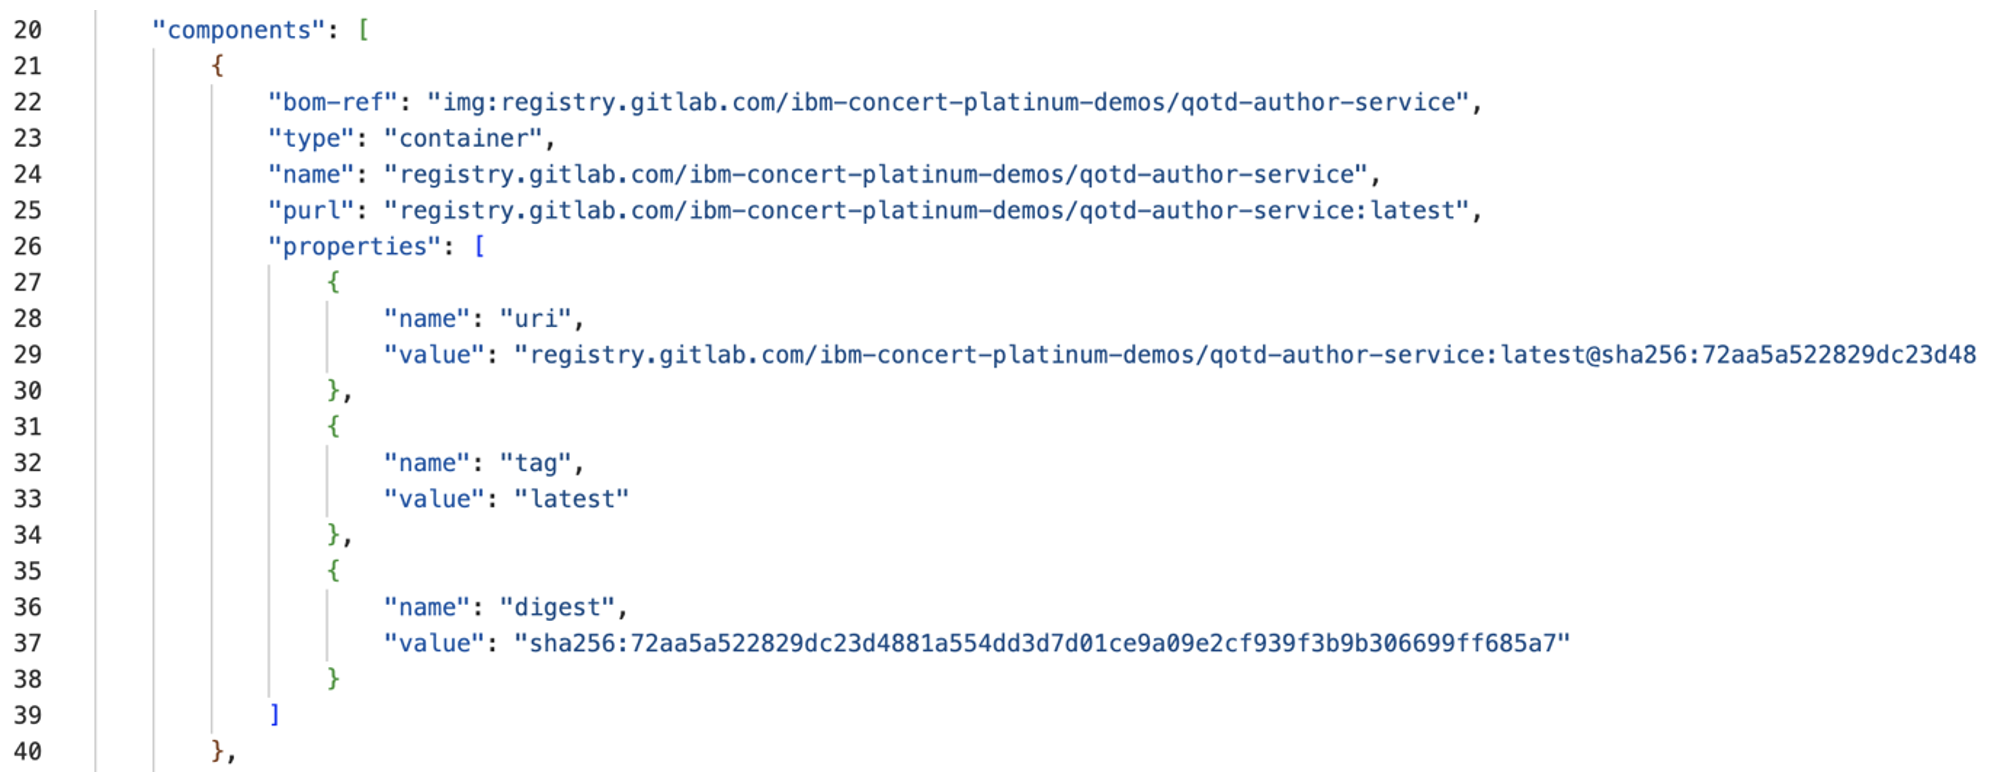 20 "components": [
21 {
22 "bom-ref": "img:registry.gitlab.com/ibm-concert-platinum-demos/qotd-author-service",
23 "type": "container",
24 "name": "registry.gitlab.com/ibm-concert-platinum-demos/qotd-author-service",
25 "purl": "registry.gitlab.com/ibm-concert-platinum-demos/qotd-author-service:latest",
26 "properties": [
27 {
28 "name": "uri",
29 "value": "registry.gitlab.com/ibm-concert-platinum-demos/qotd-author-service:latest@sha256:72aa5a522829dc23d48
30 },
31 {
32 "name": "tag",
33 "value": "latest"
34 },
35 {
36 "name": "digest",
37 "value": "sha256:72aa5a522829dc23d4881a554dd3d7d01ce9a09e2cf939f3b9b306699ff685a7"
38 }
39 ]
40 },